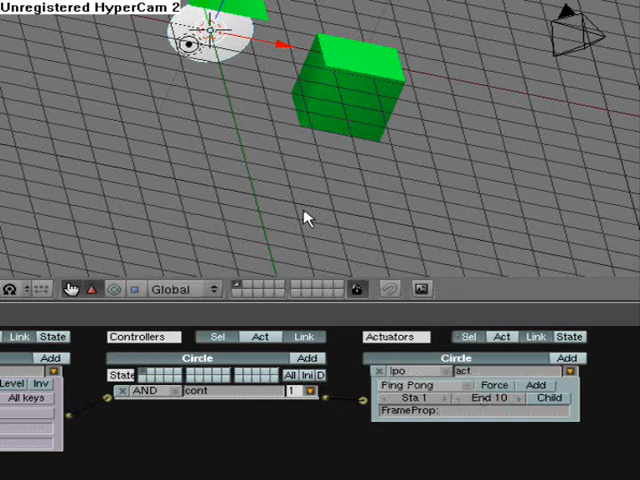 Unregistered HyperCam 2
Global
Link State Controllers Sel Act Link Actuators Sel Act Link State
Add Circle Add Circle Add
State All Ini D Ipo act
Level Inv AND cont 1 Ping Pong Force Add
All keys Sta 1 End 10 Child
FrameProp: